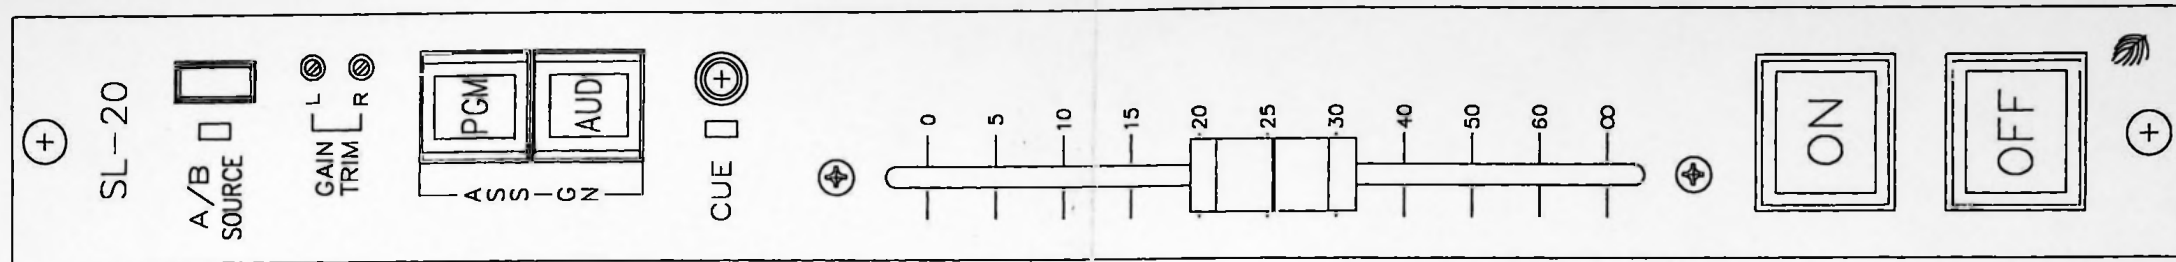 SL-20
A/B
SOURCE
L R
GAIN
TRIM
PGM
AUD
ASSIGN
CUE
0
5
10
15
20
25
30
40
50
60
∞
ON
OFF